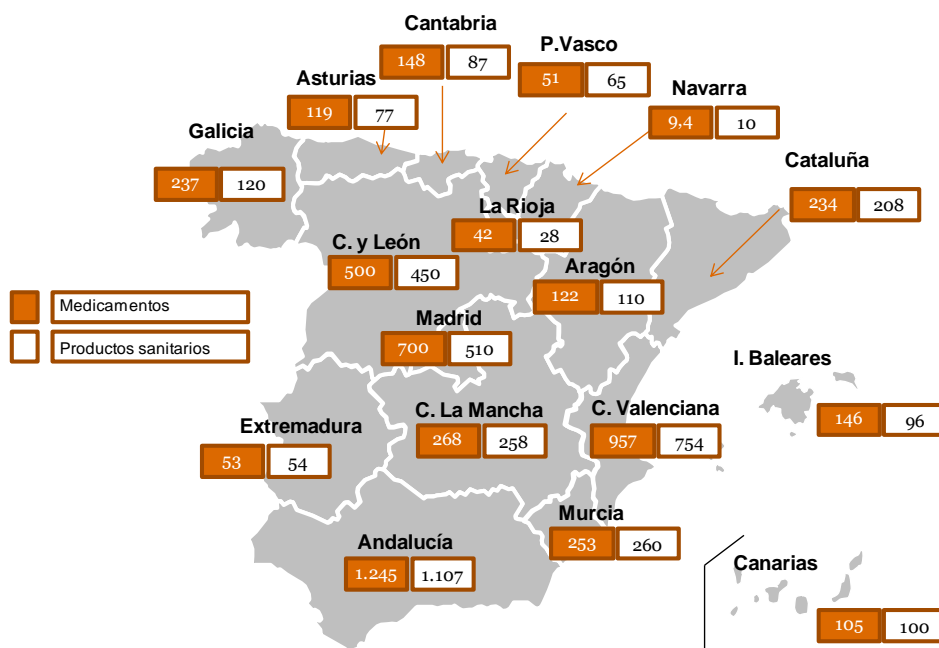 Cantabria
148 87
P.Vasco
51 65
Asturias
119 77
Navarra
9,4 10
Galicia
237 120
Cataluña
234 208
La Rioja
42 28
C. y León
500 450
Aragón
122 110
Medicamentos
Productos sanitarios
Madrid
700 510
I. Baleares
146 96
C. La Mancha
268 258
C. Valenciana
957 754
Extremadura
53 54
Murcia
253 260
Andalucía
1.245 1.107
Canarias
105 100